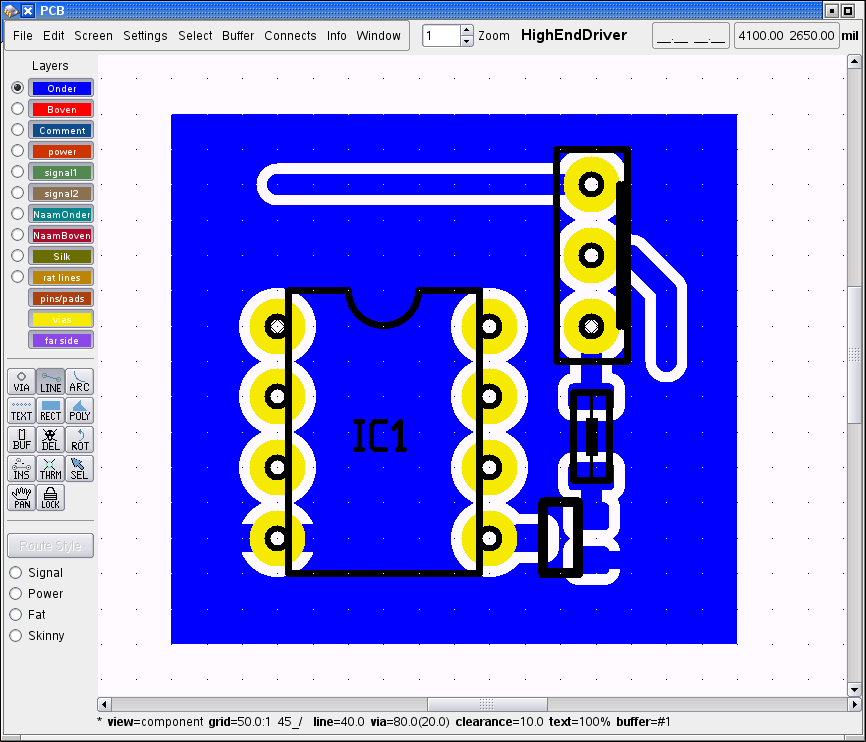 PCB
File Edit Screen Settings Select Buffer Connects Info Window 1 Zoom HighEndDriver __.__ __.__ 4100.00 2650.00 mil
Layers
Onder
Boven
Comment
power
signal1
signal2
NaamOnder
NaamBoven
Silk
rat lines
pins/pads
vias
far side
VIA LINE ARC
TEXT RECT POLY
BUF DEL ROT
INS THRM SEL
PAN LOCK
Route Style
Signal
Power
Fat
Skinny
IC1
* view=component grid=50.0:1 45_/ line=40.0 via=80.0(20.0) clearance=10.0 text=100% buffer=#1